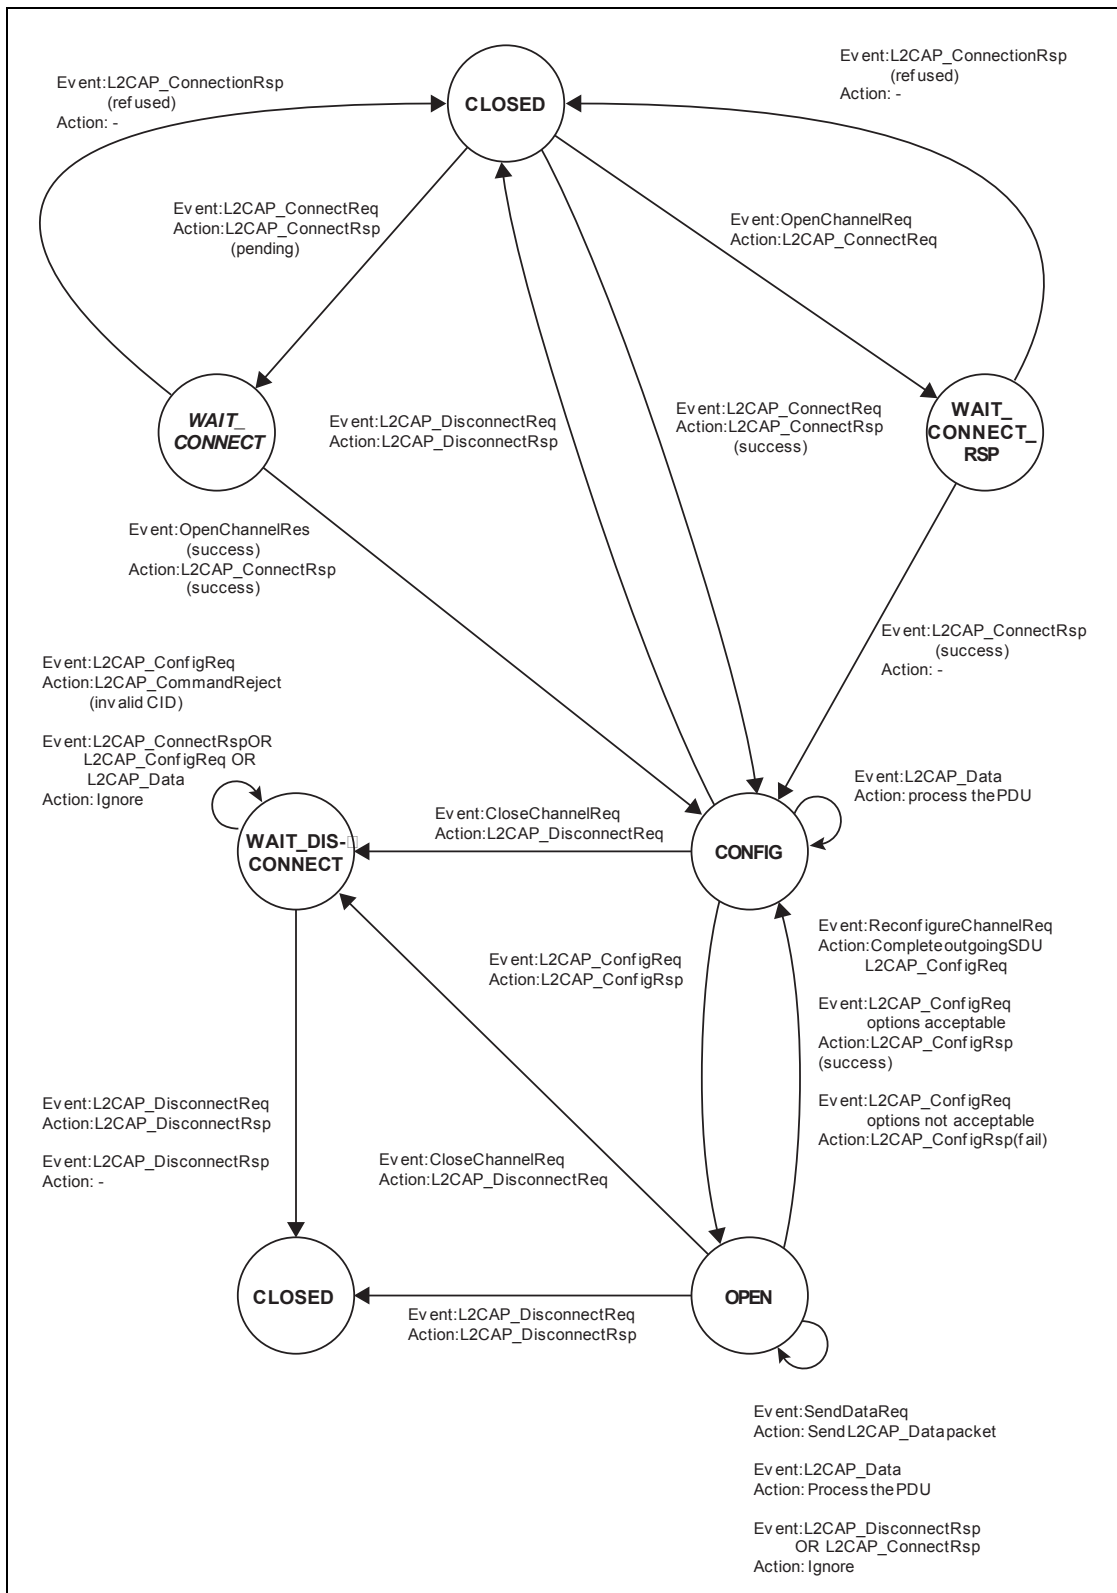 Event:L2CAP_ConnectionRsp
(refused)
Action: -
CLOSED
Event:L2CAP_ConnectionRsp
(refused)
Action: -
Event:L2CAP_ConnectReq
Action:L2CAP_ConnectRsp
(pending)
Event:OpenChannelReq
Action:L2CAP_ConnectReq
WAIT_
CONNECT
Event:L2CAP_DisconnectReq
Action:L2CAP_DisconnectRsp
Event:L2CAP_ConnectReq
Action:L2CAP_ConnectRsp
(success)
WAIT_
CONNECT_
RSP
Event:OpenChannelRes
(success)
Action:L2CAP_ConnectRsp
(success)
Event:L2CAP_ConnectRsp
(success)
Action: -
Event:L2CAP_ConfigReq
Action:L2CAP_CommandReject
(invalid CID)
Event:L2CAP_ConnectRspOR
L2CAP_ConfigReq OR
L2CAP_Data
Action: Ignore
WAIT_DIS-
CONNECT
Event:CloseChannelReq
Action:L2CAP_DisconnectReq
CONFIG
Event:L2CAP_Data
Action: process the PDU
Event:L2CAP_ConfigReq
Action:L2CAP_ConfigRsp
Event:ReconfigureChannelReq
Action:Complete outgoing SDU
L2CAP_ConfigReq
Event:L2CAP_ConfigReq
options acceptable
Action:L2CAP_ConfigRsp
(success)
Event:L2CAP_ConfigReq
options not acceptable
Action:L2CAP_ConfigRsp(fail)
Event:L2CAP_DisconnectReq
Action:L2CAP_DisconnectRsp
Event:L2CAP_DisconnectRsp
Action: -
Event:CloseChannelReq
Action:L2CAP_DisconnectReq
CLOSED
Event:L2CAP_DisconnectReq
Action:L2CAP_DisconnectRsp
OPEN
Event:SendDataReq
Action: Send L2CAP_Data packet
Event:L2CAP_Data
Action: Process the PDU
Event:L2CAP_DisconnectRsp
OR L2CAP_ConnectRsp
Action: Ignore